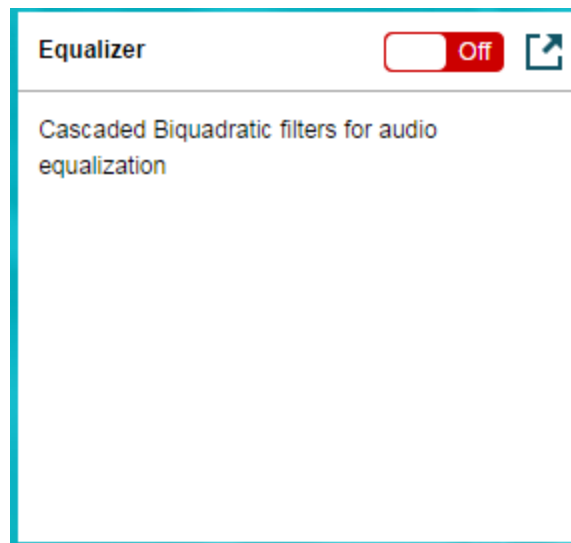 Equalizer
Off
Cascaded Biquadratic filters for audio
equalization